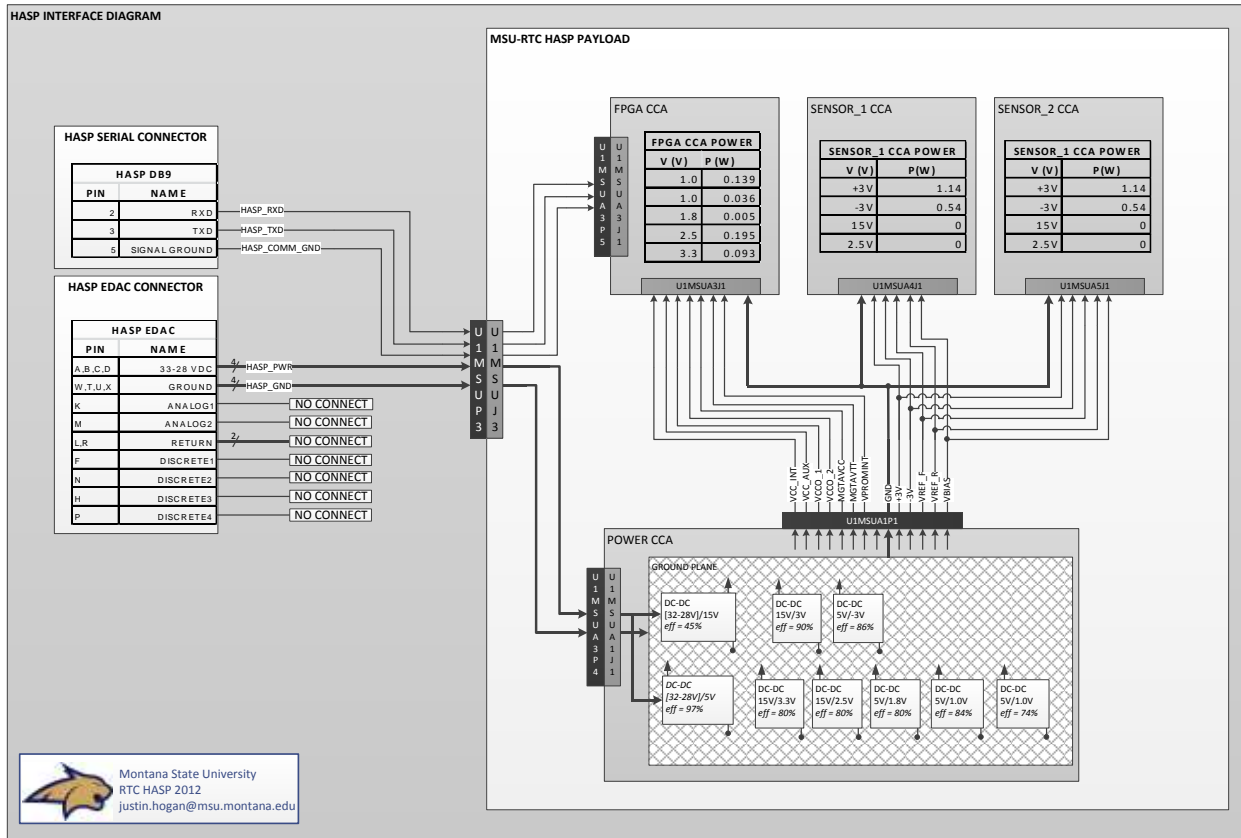 HASP INTERFACE DIAGRAM
MSU-RTC HASP PAYLOAD
HASP SERIAL CONNECTOR
HASP DB9
PIN NAME
2 RXD
3 TXD
5 SIGNAL GROUND
HASP_RXD
HASP_TXD
HASP_COMM_GND
HASP EDAC CONNECTOR
HASP EDAC
PIN NAME
A,B,C,D 33-28 VDC
W,T,U,X GROUND
K ANALOG1
M ANALOG2
L,R RETURN
F DISCRETE1
N DISCRETE2
H DISCRETE3
P DISCRETE4
4 HASP_PWR
4 HASP_GND
NO CONNECT
NO CONNECT
2 NO CONNECT
NO CONNECT
NO CONNECT
NO CONNECT
NO CONNECT
U1MSUP3
U1MSUJ3
FPGA CCA
U1MSUA3P5
U1MSUA3J1
FPGA CCA POWER
V (V) P (W)
1.0 0.139
1.0 0.036
1.8 0.005
2.5 0.195
3.3 0.093
U1MSUA3J1
SENSOR_1 CCA
SENSOR_1 CCA POWER
V (V) P(W)
+3V 1.14
-3V 0.54
15V 0
2.5V 0
U1MSUA4J1
SENSOR_2 CCA
SENSOR_1 CCA POWER
V (V) P(W)
+3V 1.14
-3V 0.54
15V 0
2.5V 0
U1MSUA5J1
VCC_INT
VCC_AUX
VCCO_1
VCCO_2
MGTAVCC
MGTAVTT
VPROMINT
GND
+3V
-3V
VREF_F
VREF_R
VBIAS
U1MSUA1P1
POWER CCA
U1MSUA3P4
U1MSUA1J1
GROUND PLANE
DC-DC
[32-28V]/15V
eff = 45%
DC-DC
15V/3V
eff = 90%
DC-DC
5V/-3V
eff = 86%
DC-DC
[32-28V]/5V
eff = 97%
DC-DC
15V/3.3V
eff = 80%
DC-DC
15V/2.5V
eff = 80%
DC-DC
5V/1.8V
eff = 80%
DC-DC
5V/1.0V
eff = 84%
DC-DC
5V/1.0V
eff = 74%
Montana State University
RTC HASP 2012
justin.hogan@msu.montana.edu